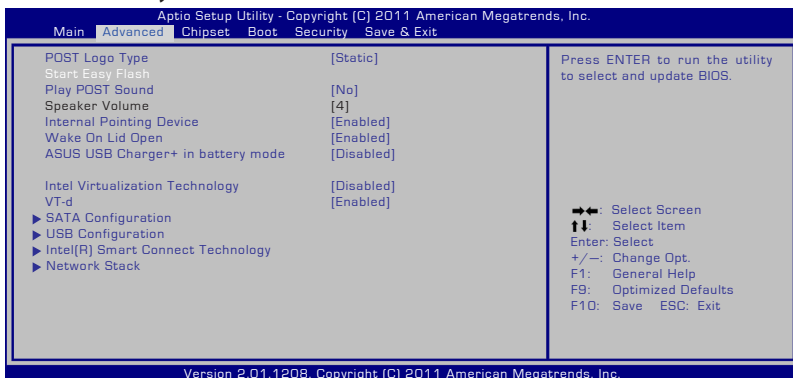 Aptio Setup Utility - Copyright (C) 2011 American Megatrends, Inc.
Main Advanced Chipset Boot Security Save & Exit
POST Logo Type [Static]
Start Easy Flash
Play POST Sound [No]
Speaker Volume [4]
Internal Pointing Device [Enabled]
Wake On Lid Open [Enabled]
ASUS USB Charger+ in battery mode [Disabled]
Intel Virtualization Technology [Disabled]
VT-d [Enabled]
▶ SATA Configuration
▶ USB Configuration
▶ Intel(R) Smart Connect Technology
▶ Network Stack
Press ENTER to run the utility
to select and update BIOS.
→←: Select Screen
↑↓: Select Item
Enter: Select
+/—: Change Opt.
F1: General Help
F9: Optimized Defaults
F10: Save ESC: Exit
Version 2.01.1208. Copyright (C) 2011 American Megatrends, Inc.